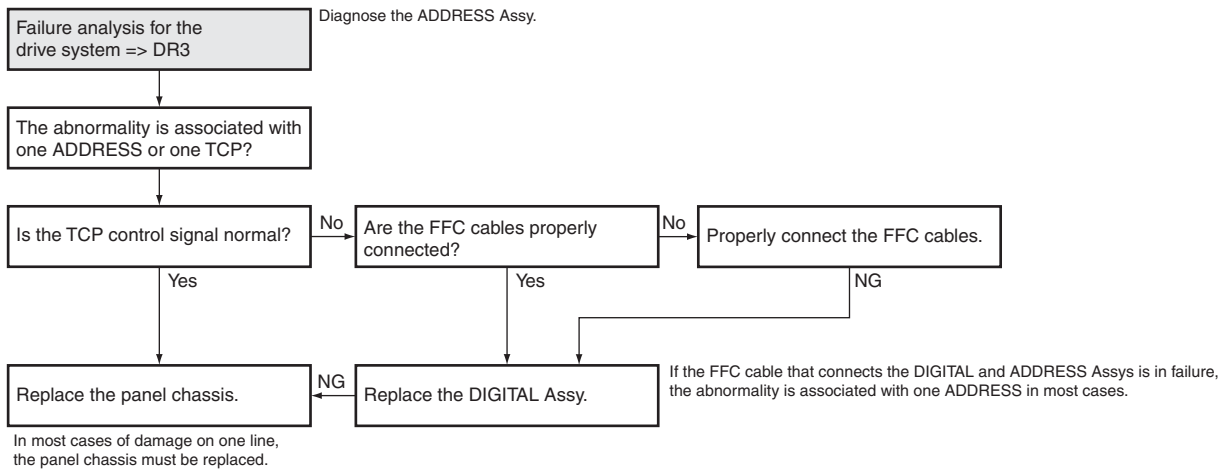 Failure analysis for the
drive system => DR3
Diagnose the ADDRESS Assy.
The abnormality is associated with
one ADDRESS or one TCP?
Is the TCP control signal normal?
No
Are the FFC cables properly
connected?
No
Properly connect the FFC cables.
Yes
Yes
NG
Replace the panel chassis.
NG
Replace the DIGITAL Assy.
If the FFC cable that connects the DIGITAL and ADDRESS Assys is in failure,
the abnormality is associated with one ADDRESS in most cases.
In most cases of damage on one line,
the panel chassis must be replaced.